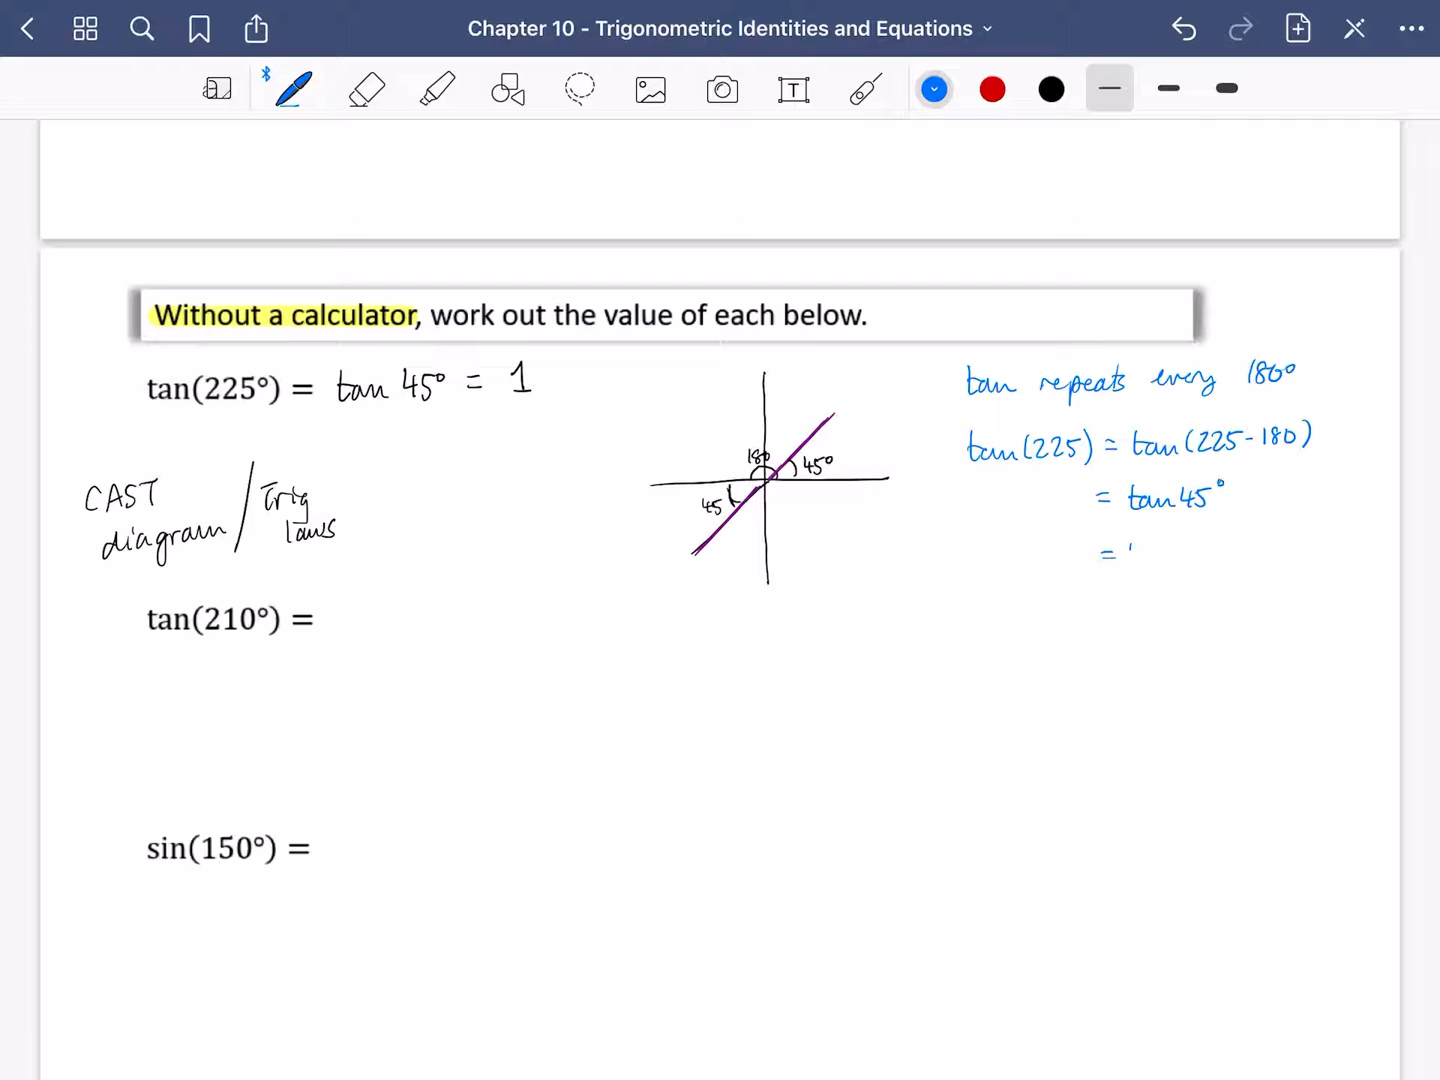 Chapter 10 - Trigonometric Identities and Equations
T
Without a calculator, work out the value of each below.
tan(225°) = tan 45° = 1
CAST diagram / Trig laws
180
45°
45
tan repeats every 180°
tan(225) = tan(225-180)
= tan45°
=
tan(210°) =
sin(150°) =